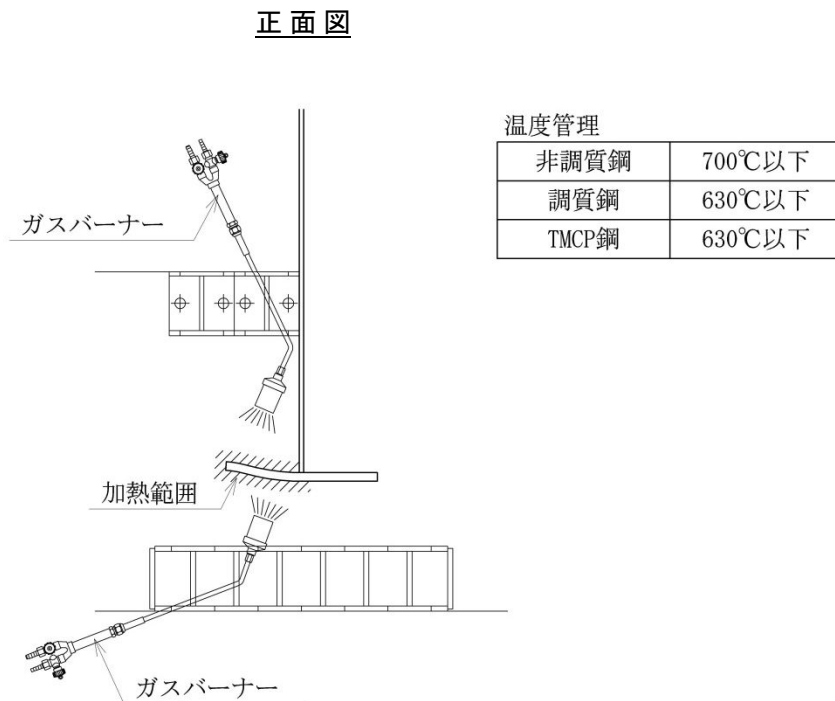 正面図
温度管理
非調質鋼 700℃以下
調質鋼 630℃以下
TMCP鋼 630℃以下
ガスバーナー
加熱範囲
ガスバーナー